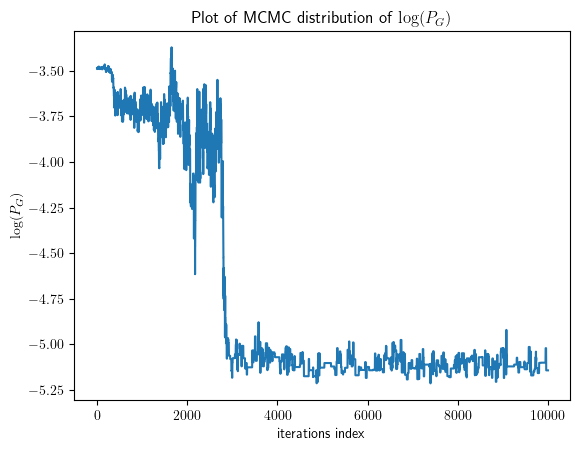 Plot of MCMC distribution of log(P_G)
log(P_G)
−3.50
−3.75
−4.00
−4.25
−4.50
−4.75
−5.00
−5.25
0 2000 4000 6000 8000 10000
iterations index